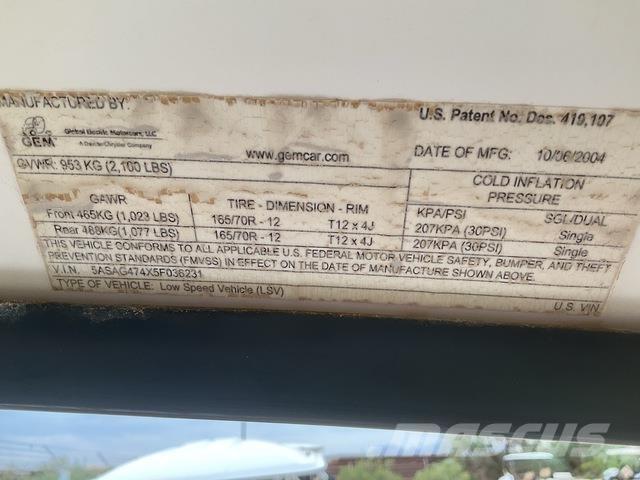 MANUFACTURED BY:
GEM
Global Electric Motorcars, LLC
A DaimlerChrysler Company
U.S. Patent No. Des. 419,107
www.gemcar.com
DATE OF MFG: 10/06/2004
GVWR: 953 KG (2,100 LBS)
COLD INFLATION PRESSURE
GAWR TIRE - DIMENSION - RIM KPA/PSI SGL/DUAL
Front 465KG (1,023 LBS) 165/70R - 12 T12 x 4J 207KPA (30PSI) Single
Rear 488KG (1,077 LBS) 165/70R - 12 T12 x 4J 207KPA (30PSI) Single
THIS VEHICLE CONFORMS TO ALL APPLICABLE U.S. FEDERAL MOTOR VEHICLE SAFETY, BUMPER, AND THEFT
PREVENTION STANDARDS (FMVSS) IN EFFECT ON THE DATE OF MANUFACTURE SHOWN ABOVE.
V.I.N. 5ASAG474X5F036231
TYPE OF VEHICLE: Low Speed Vehicle (LSV)
U.S. VIN
MASCUS